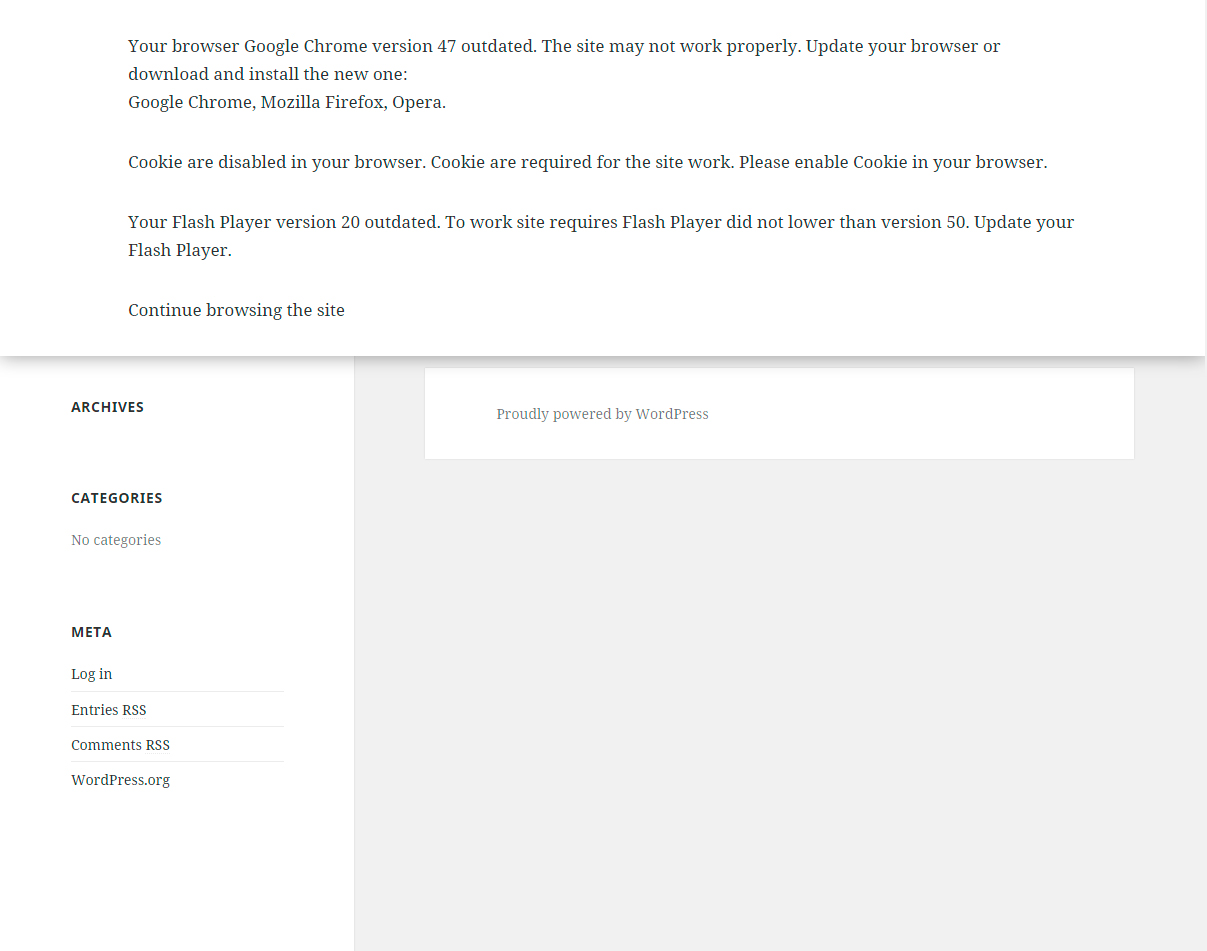 Your browser Google Chrome version 47 outdated. The site may not work properly. Update your browser or
download and install the new one:
Google Chrome, Mozilla Firefox, Opera.
Cookie are disabled in your browser. Cookie are required for the site work. Please enable Cookie in your browser.
Your Flash Player version 20 outdated. To work site requires Flash Player did not lower than version 50. Update your
Flash Player.
Continue browsing the site
ARCHIVES
Proudly powered by WordPress
CATEGORIES
No categories
META
Log in
Entries RSS
Comments RSS
WordPress.org